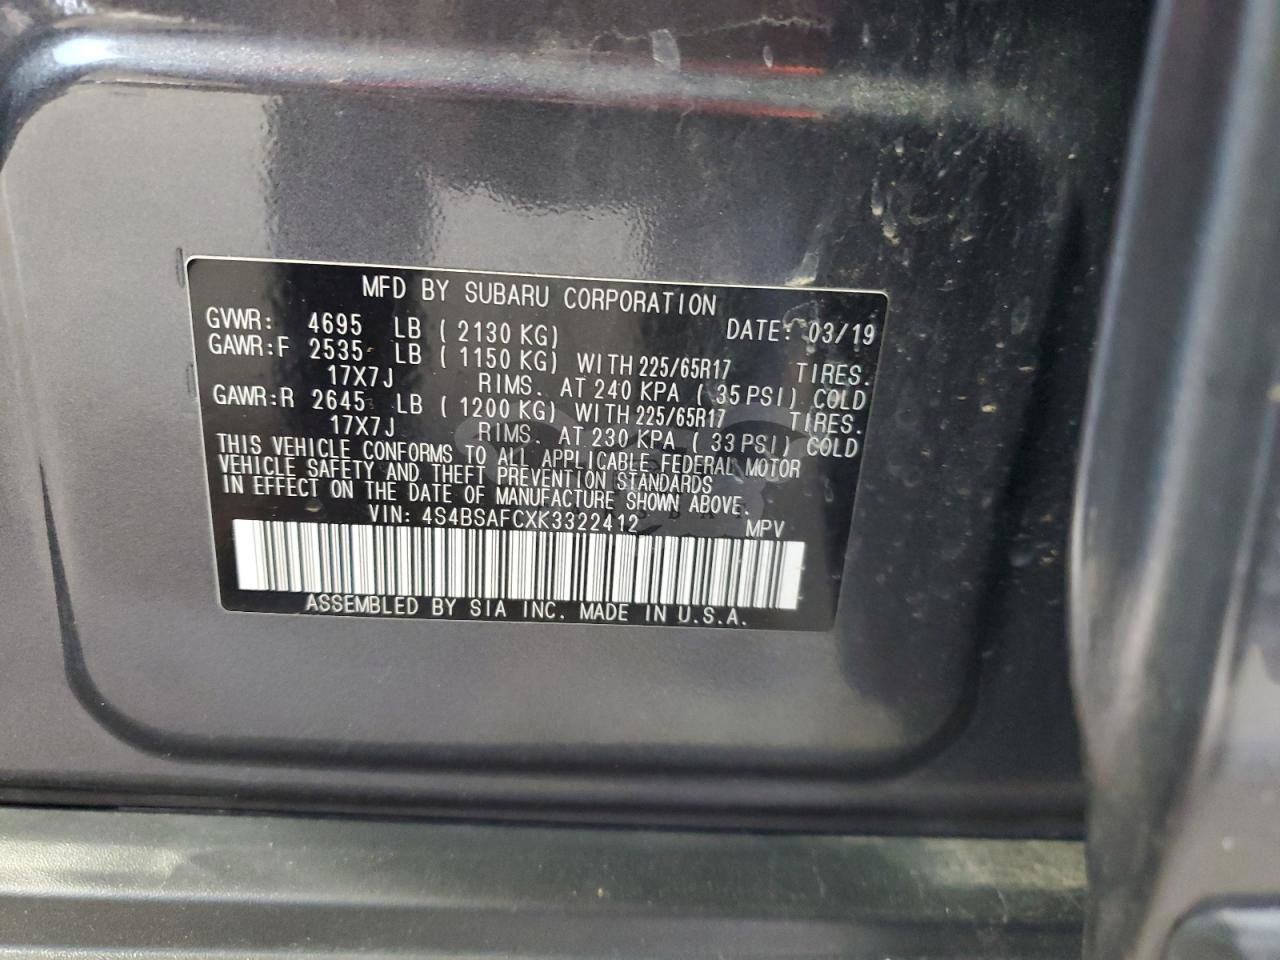 MFD BY SUBARU CORPORATION
GVWR: 4695 LB ( 2130 KG) DATE: 03/19
GAWR:F 2535 LB ( 1150 KG) WITH 225/65R17 TIRES.
17X7J RIMS. AT 240 KPA ( 35 PSI) COLD
GAWR:R 2645 LB ( 1200 KG) WITH 225/65R17 TIRES.
17X7J RIMS. AT 230 KPA ( 33 PSI) COLD
THIS VEHICLE CONFORMS TO ALL APPLICABLE FEDERAL MOTOR
VEHICLE SAFETY AND THEFT PREVENTION STANDARDS
IN EFFECT ON THE DATE OF MANUFACTURE SHOWN ABOVE.
VIN: 4S4BSAFCXK3322412 MPV
ASSEMBLED BY SIA INC. MADE IN U.S.A.